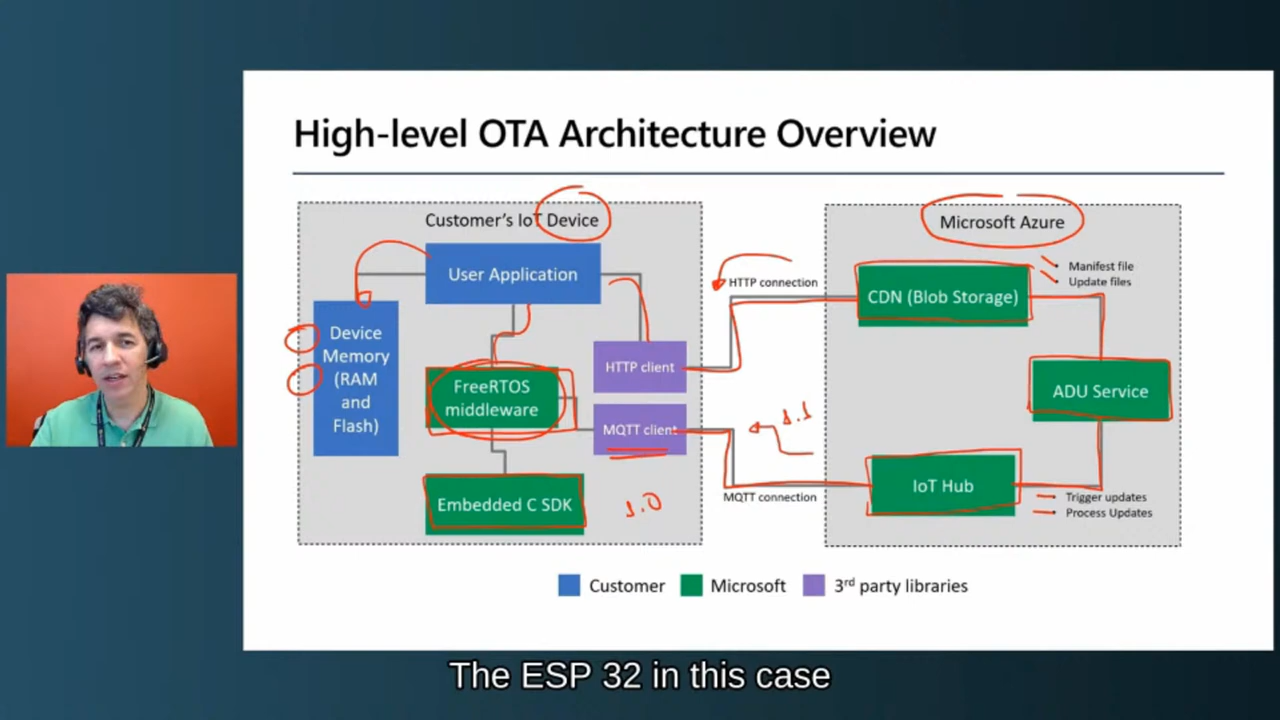 High-level OTA Architecture Overview
Customer's IoT Device
Microsoft Azure
User Application
Device
Memory
(RAM
and
Flash)
FreeRTOS
middleware
HTTP client
MQTT client
Embedded C SDK
1.0
HTTP connection
1.1
MQTT connection
CDN (Blob Storage)
• Manifest file
• Update files
ADU Service
IoT Hub
• Trigger updates
• Process Updates
Customer
Microsoft
3rd party libraries
The ESP 32 in this case